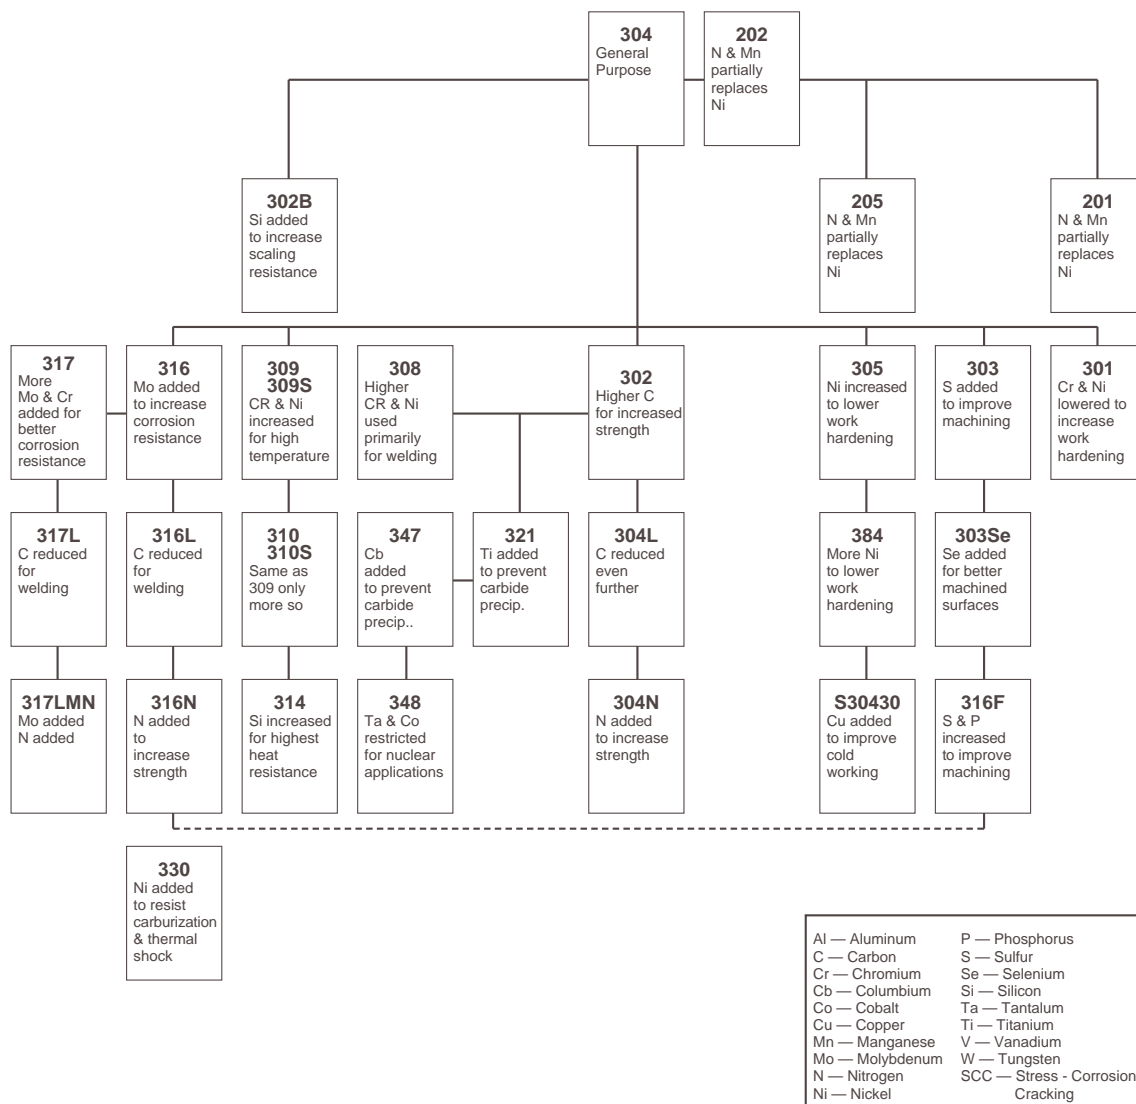 304
General
Purpose
202
N & Mn
partially
replaces
Ni
302B
Si added
to increase
scaling
resistance
205
N & Mn
partially
replaces
Ni
201
N & Mn
partially
replaces
Ni
317
More
Mo & Cr
added for
better
corrosion
resistance
316
Mo added
to increase
corrosion
resistance
309
309S
CR & Ni
increased
for high
temperature
308
Higher
CR & Ni
used
primarily
for welding
302
Higher C
for increased
strength
305
Ni increased
to lower
work
hardening
303
S added
to improve
machining
301
Cr & Ni
lowered to
increase
work
hardening
317L
C reduced
for
welding
316L
C reduced
for
welding
310
310S
Same as
309 only
more so
347
Cb
added
to prevent
carbide
precip..
321
Ti added
to prevent
carbide
precip.
304L
C reduced
even
further
384
More Ni
to lower
work
hardening
303Se
Se added
for better
machined
surfaces
317LMN
Mo added
N added
316N
N added
to
increase
strength
314
Si increased
for highest
heat
resistance
348
Ta & Co
restricted
for nuclear
applications
304N
N added
to increase
strength
S30430
Cu added
to improve
cold
working
316F
S & P
increased
to improve
machining
330
Ni added
to resist
carburization
& thermal
shock
Al — Aluminum
C — Carbon
Cr — Chromium
Cb — Columbium
Co — Cobalt
Cu — Copper
Mn — Manganese
Mo — Molybdenum
N — Nitrogen
Ni — Nickel
P — Phosphorus
S — Sulfur
Se — Selenium
Si — Silicon
Ta — Tantalum
Ti — Titanium
V — Vanadium
W — Tungsten
SCC — Stress - Corrosion
Cracking